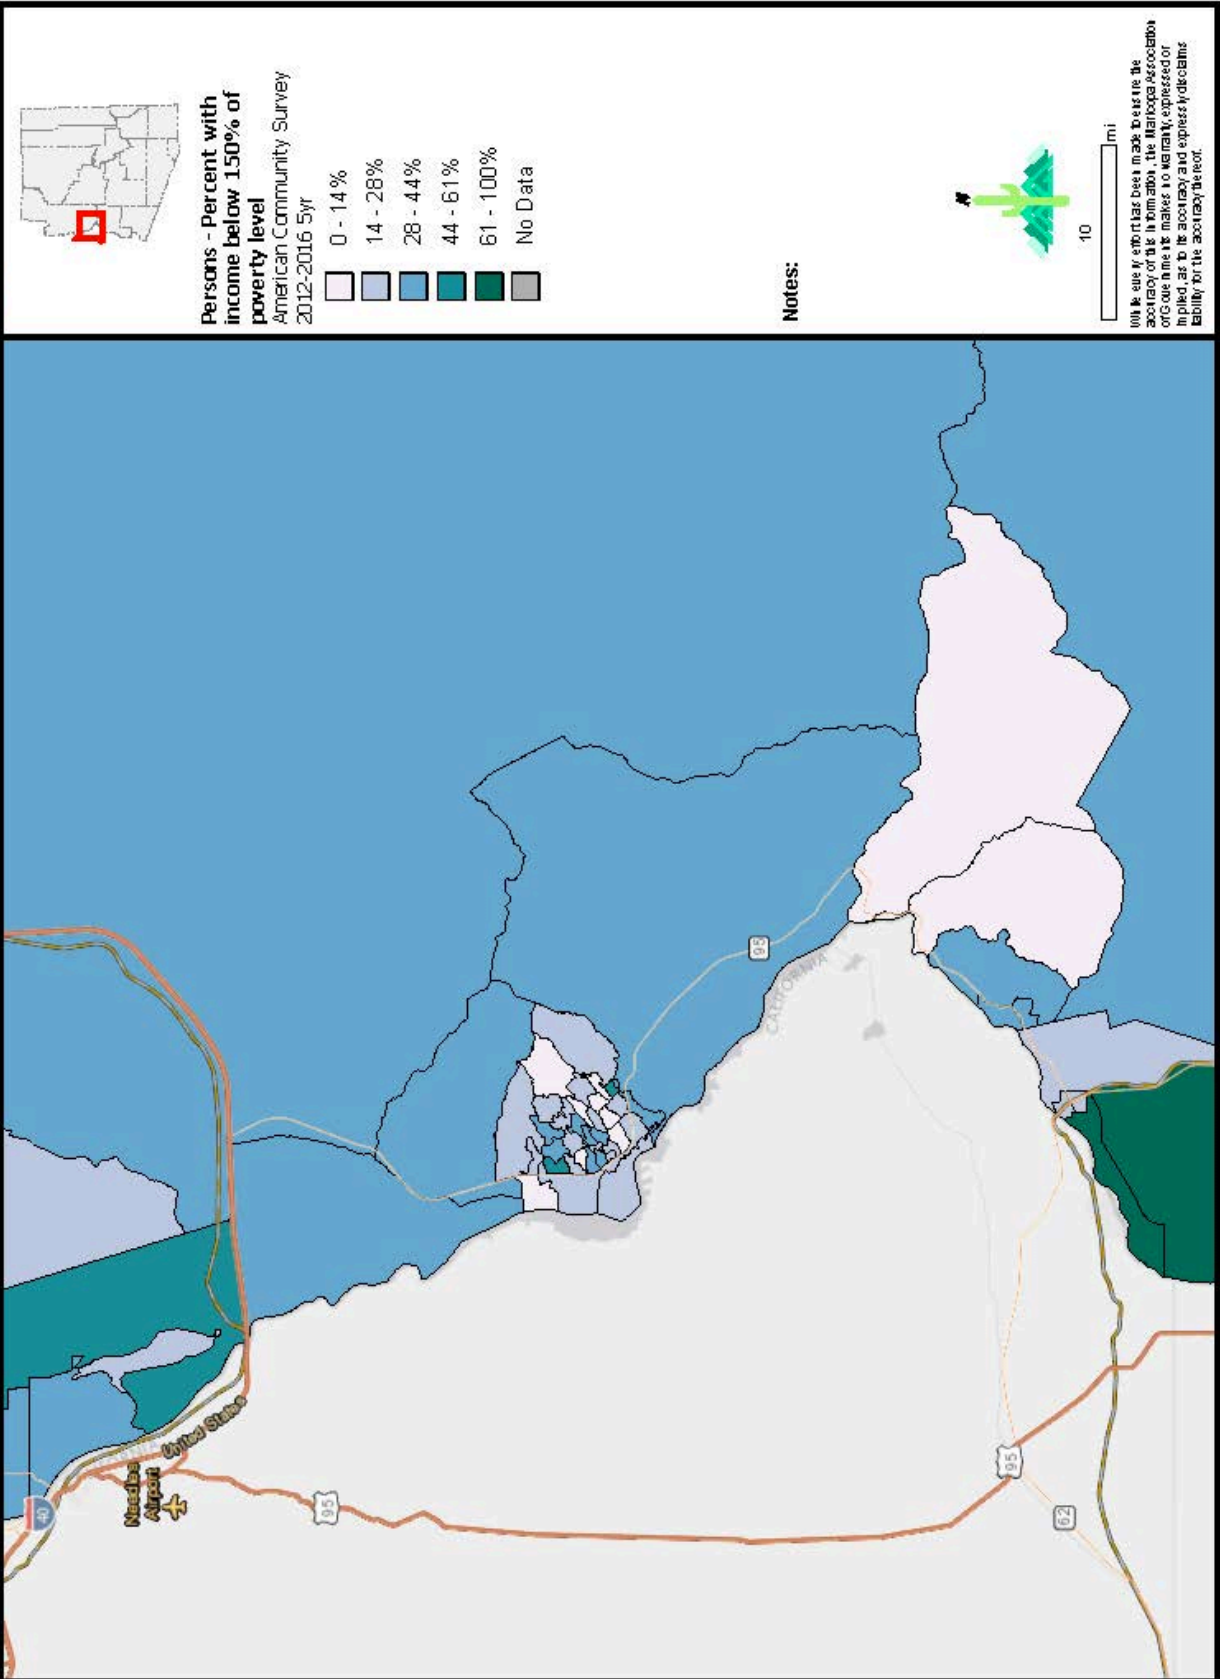 Persons - Percent with
income below 150% of
poverty level
American Community Survey
2012-2016 5yr
0 - 14%
14 - 28%
28 - 44%
44 - 61%
61 - 100%
No Data
Notes:
N
10
mi
While every effort has been made to ensure the
accuracy of this information, the Maricopa Association
of Governments makes no warranty, expressed or
implied, as to its accuracy and expressly disclaims
liability for the accuracy thereof.
40
Needles
Airport
United States
95
95
CALIFORNIA
95
62